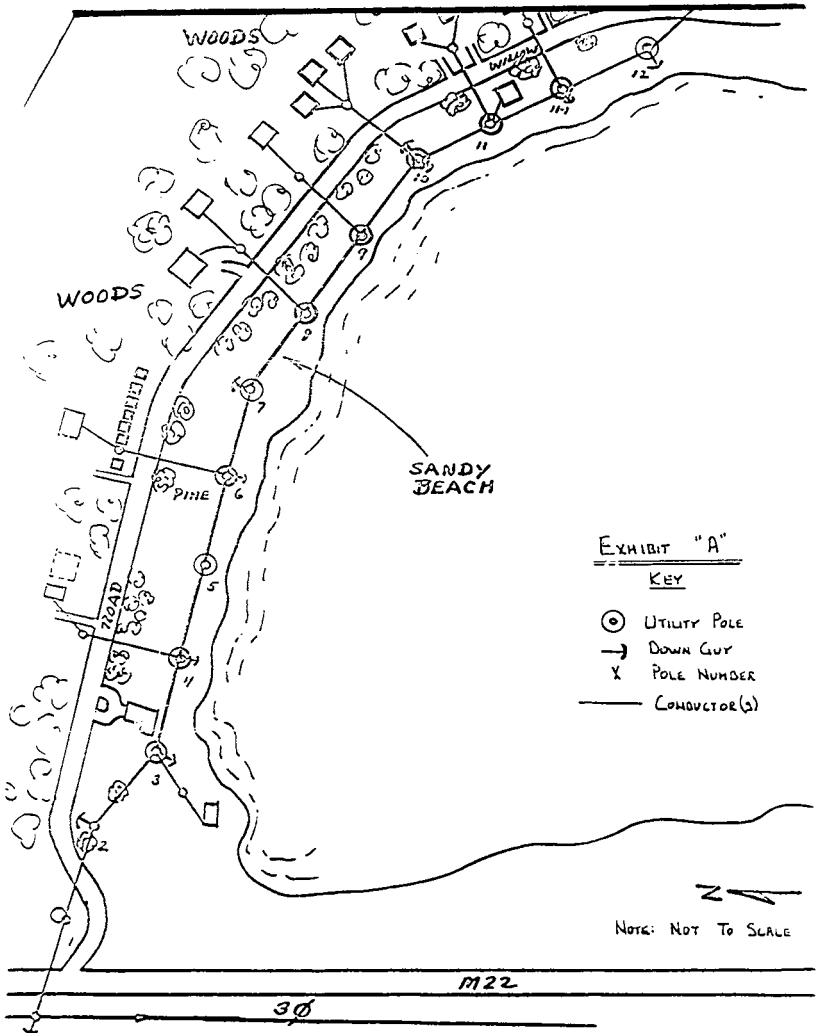 WOODS
WILLOW
12
11-1
11
10
9
WOODS
8
7
SANDY
BEACH
6
PINE
5
ROAD
4
3
2
EXHIBIT "A"
KEY
UTILITY POLE
DOWN GUY
X POLE NUMBER
CONDUCTOR(S)
N
NOTE: NOT TO SCALE
M22
3Ø